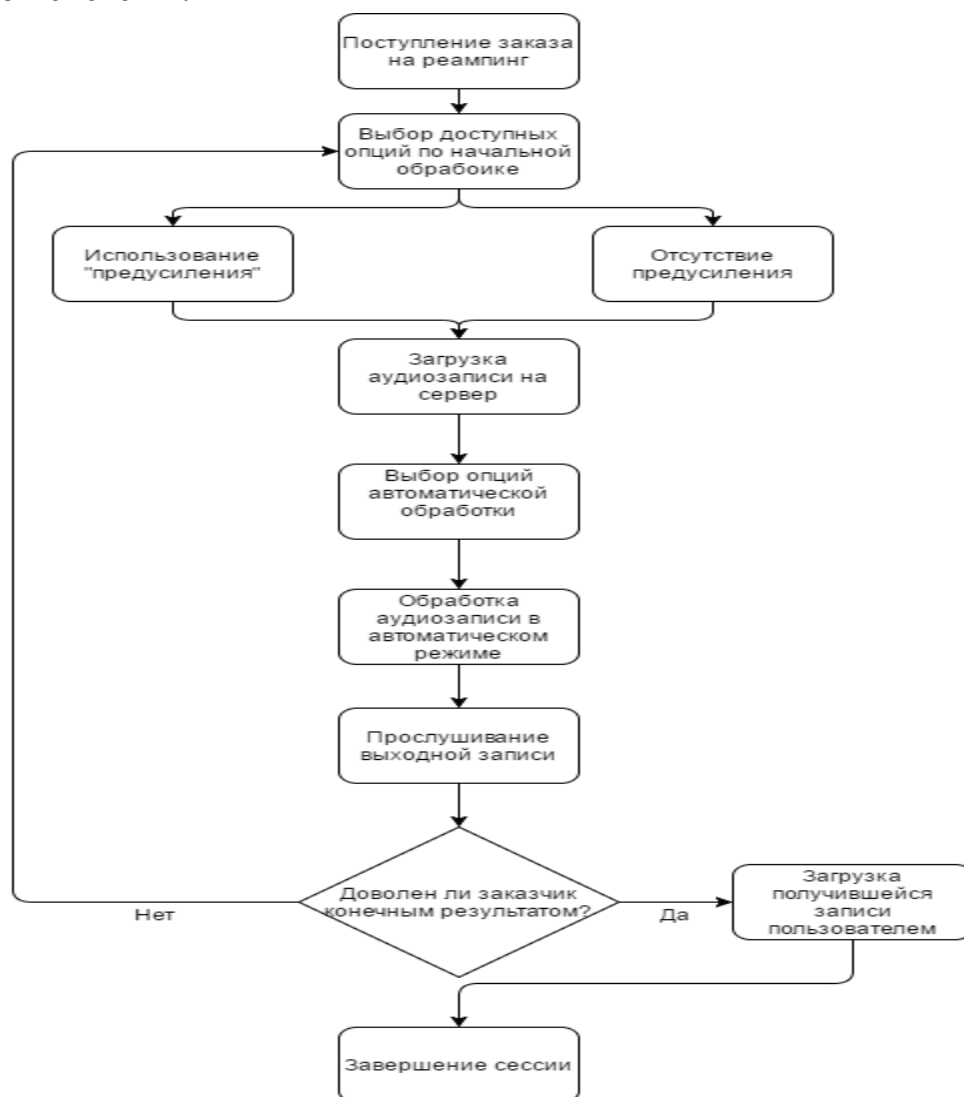 Поступление заказа
на реампинг
Выбор доступных
опций по начальной
обрабоике
Использование
"предусиления"
Отсутствие
предусиления
Загрузка
аудиозаписи на
сервер
Выбор опций
автоматической
обработки
Обработка
аудиозаписи в
автоматическом
режиме
Прослушивание
выходной записи
Доволен ли заказчик
конечным результатом?
Нет
Да
Загрузка
получившейся
записи
пользователем
Завершение сессии